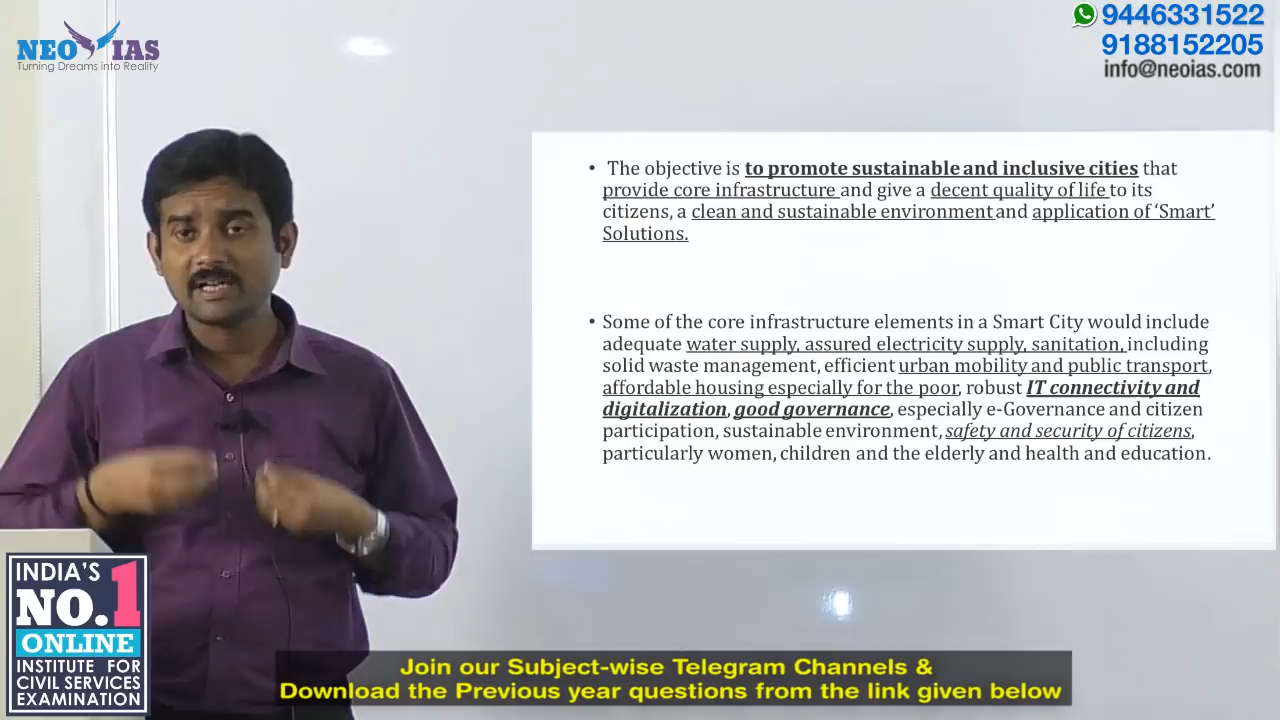 NEO IAS
Turning Dreams into Reality
9446331522
9188152205
info@neoias.com
• The objective is to promote sustainable and inclusive cities that
provide core infrastructure and give a decent quality of life to its
citizens, a clean and sustainable environment and application of ‘Smart’
Solutions.
• Some of the core infrastructure elements in a Smart City would include
adequate water supply, assured electricity supply, sanitation, including
solid waste management, efficient urban mobility and public transport,
affordable housing especially for the poor, robust IT connectivity and
digitalization, good governance, especially e-Governance and citizen
participation, sustainable environment, safety and security of citizens,
particularly women, children and the elderly and health and education.
INDIA'S
NO.1
ONLINE
INSTITUTE FOR
CIVIL SERVICES
EXAMINATION
Join our Subject-wise Telegram Channels &
Download the Previous year questions from the link given below